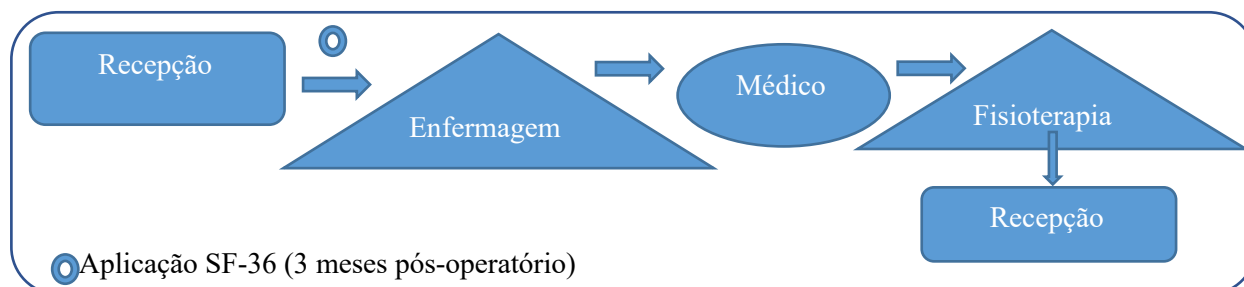 Recepção
Enfermagem
Médico
Fisioterapia
Recepção
Aplicação SF-36 (3 meses pós-operatório)